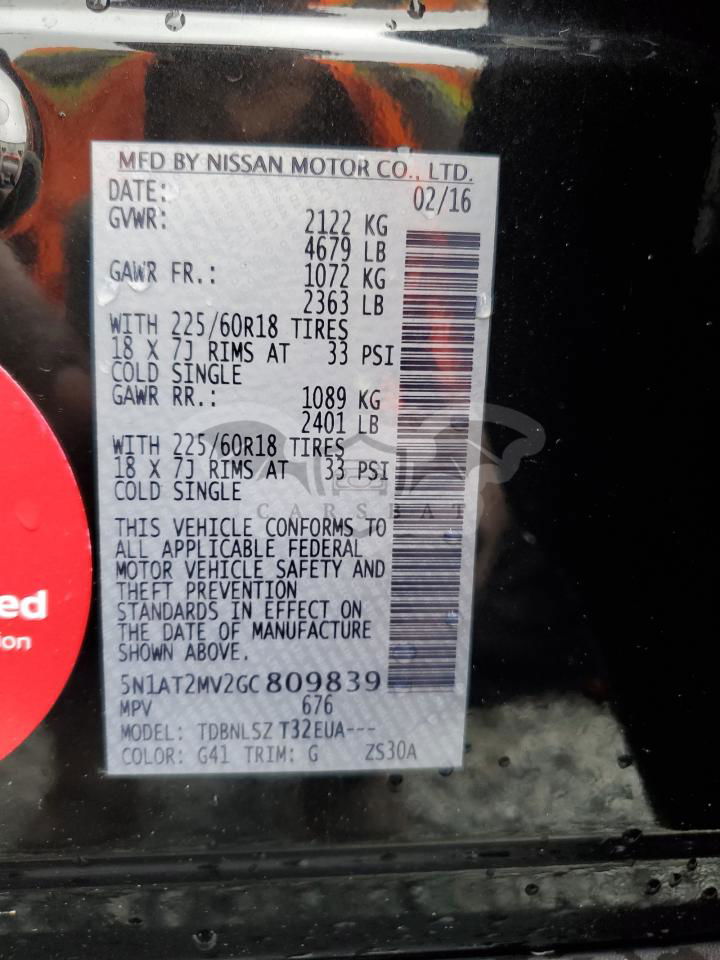 MFD BY NISSAN MOTOR CO., LTD.
DATE: 02/16
GVWR: 2122 KG
4679 LB
GAWR FR.: 1072 KG
2363 LB
WITH 225/60R18 TIRES
18 X 7J RIMS AT 33 PSI
COLD SINGLE
GAWR RR.: 1089 KG
2401 LB
WITH 225/60R18 TIRES
18 X 7J RIMS AT 33 PSI
COLD SINGLE
CARSBAT
THIS VEHICLE CONFORMS TO
ALL APPLICABLE FEDERAL
MOTOR VEHICLE SAFETY AND
THEFT PREVENTION
STANDARDS IN EFFECT ON
THE DATE OF MANUFACTURE
SHOWN ABOVE.
5N1AT2MV2GC809839
MPV 676
MODEL: TDBNLSZ T32EUA---
COLOR: G41 TRIM: G ZS30A
ed
ion